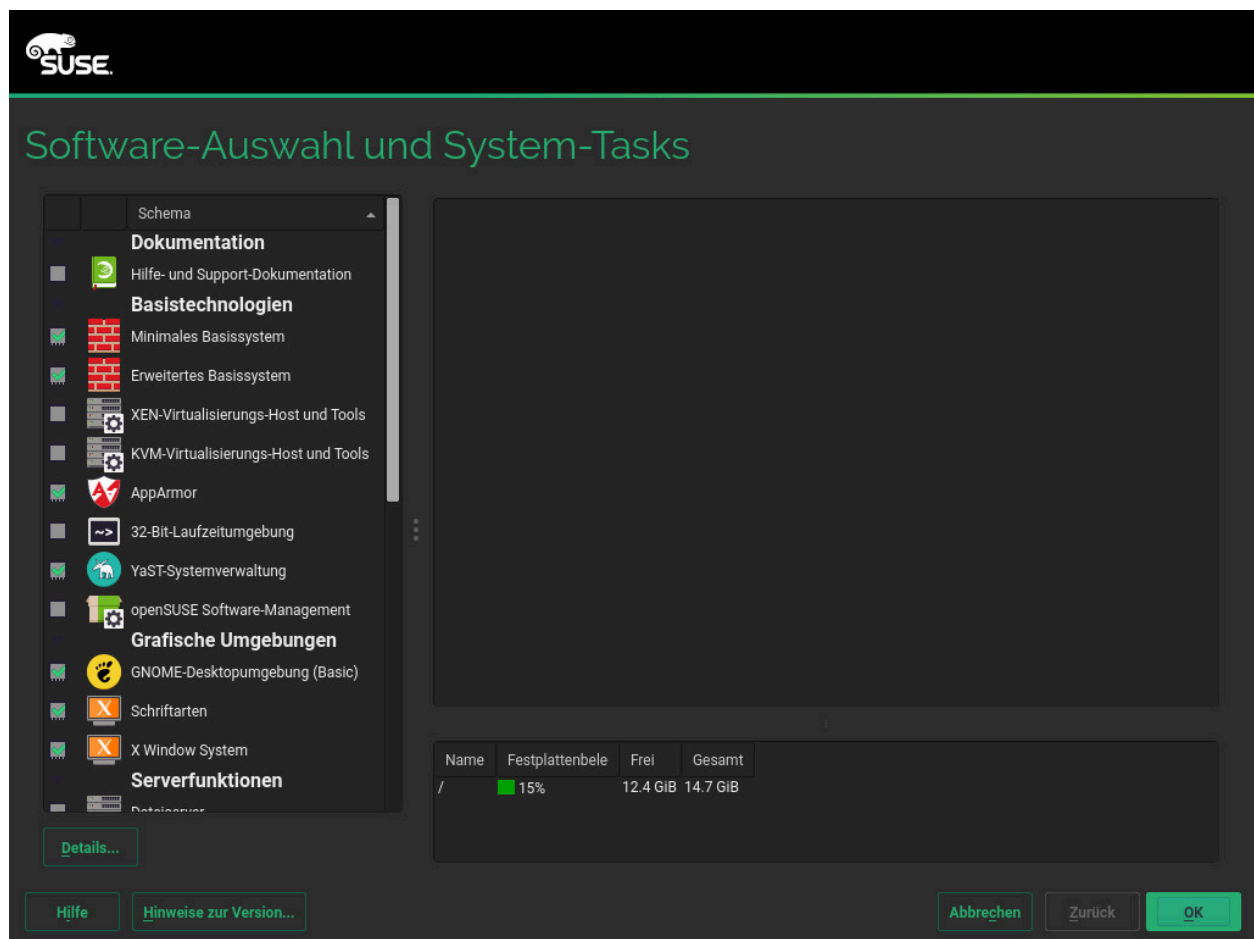 SUSE.
Software-Auswahl und System-Tasks
Schema
Dokumentation
Hilfe- und Support-Dokumentation
Basistechnologien
Minimales Basissystem
Erweitertes Basissystem
XEN-Virtualisierungs-Host und Tools
KVM-Virtualisierungs-Host und Tools
AppArmor
32-Bit-Laufzeitumgebung
YaST-Systemverwaltung
openSUSE Software-Management
Grafische Umgebungen
GNOME-Desktopumgebung (Basic)
Schriftarten
X Window System
Serverfunktionen
Dateiserver
Name Festplattenbele Frei Gesamt
/ 15% 12.4 GiB 14.7 GiB
Details...
Hilfe Hinweise zur Version... Abbrechen Zurück OK